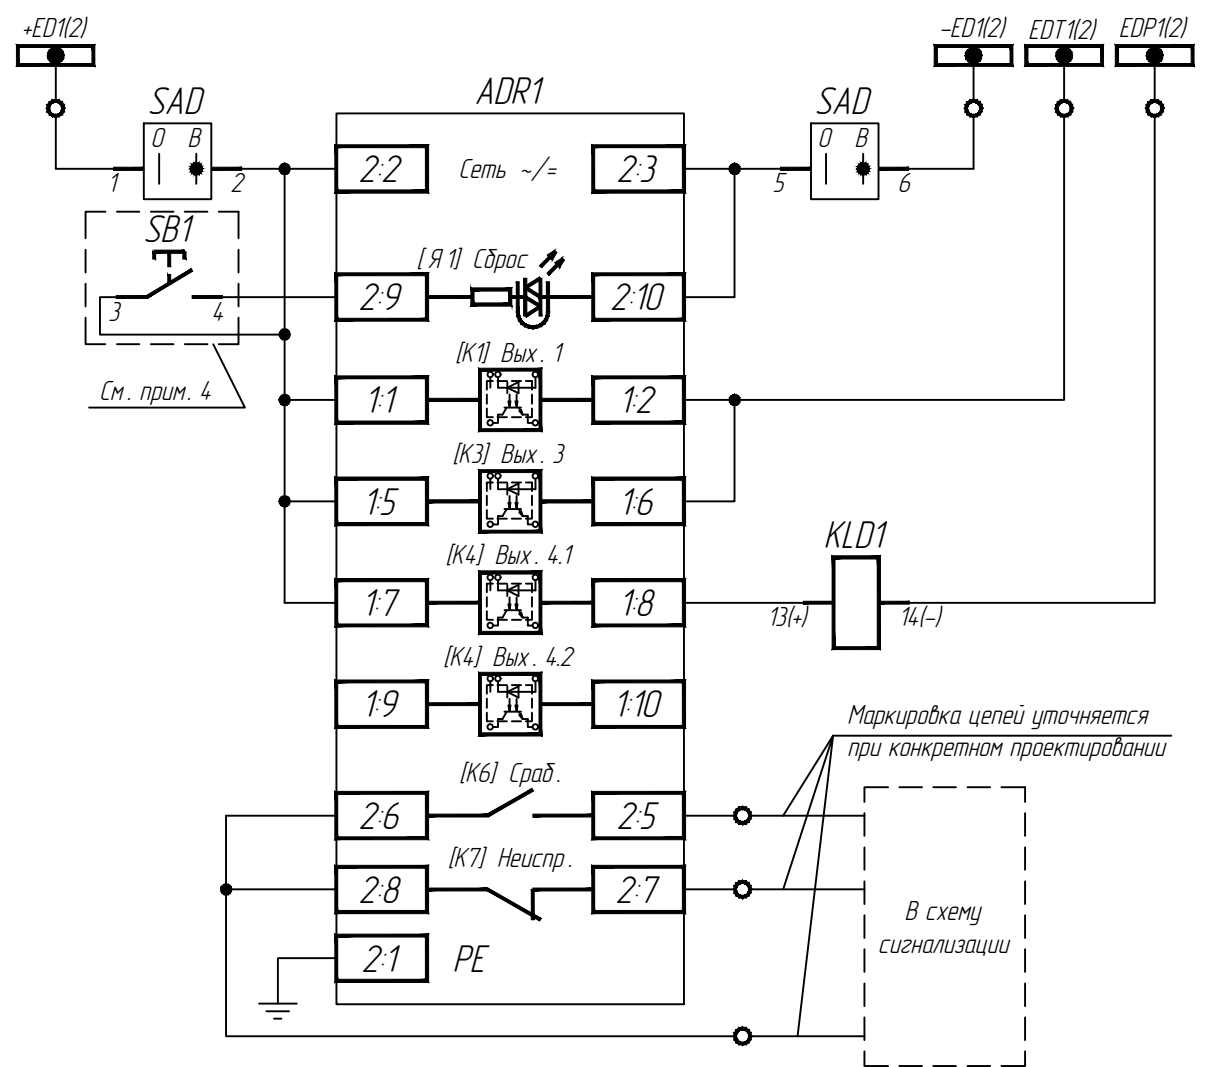 +ED1(2)
–ED1(2)
EDT1(2)
EDP1(2)
SAD
ADR1
SAD
O B
O B
1
2
2:2
Сеть ~/=
2:3
5
6
SB1
[Я1] Сброс
3
4
2:9
2:10
См. прим. 4
[K1] Вых. 1
1:1
1:2
[K3] Вых. 3
1:5
1:6
KLD1
[K4] Вых. 4.1
1:7
1:8
13(+)
14(–)
[K4] Вых. 4.2
1:9
1:10
Маркировка цепей уточняется
при конкретном проектировании
[K6] Сраб.
2:6
2:5
[K7] Неиспр.
2:8
2:7
В схему
сигнализации
2:1
PE